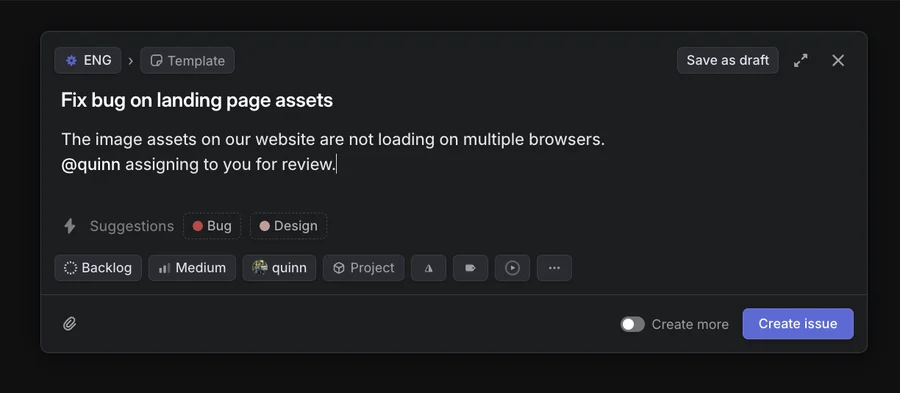 ENG › Template Save as draft
Fix bug on landing page assets
The image assets on our website are not loading on multiple browsers.
@quinn assigning to you for review.
Suggestions Bug Design
Backlog Medium quinn Project
Create more Create issue